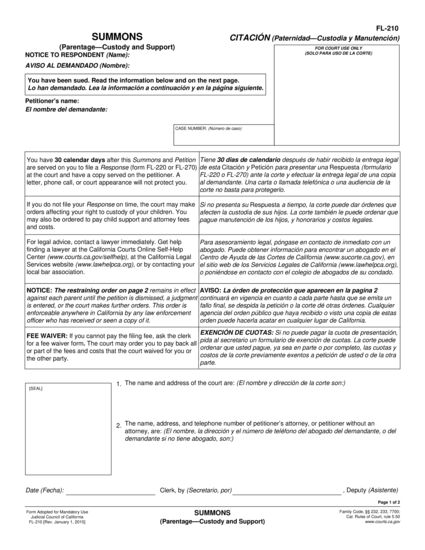 FL-210
SUMMONS
CITACIÓN (Paternidad—Custodia y Manutención)
(Parentage—Custody and Support)
NOTICE TO RESPONDENT (Name):
AVISO AL DEMANDADO (Nombre):
FOR COURT USE ONLY
(SOLO PARA USO DE LA CORTE)
You have been sued. Read the information below and on the next page.
Lo han demandado. Lea la información a continuación y en la página siguiente.
Petitioner's name:
El nombre del demandante:
CASE NUMBER: (Número de caso):
You have 30 calendar days after this Summons and Petition
are served on you to file a Response (form FL-220 or FL-270)
at the court and have a copy served on the petitioner. A
letter, phone call, or court appearance will not protect you.
Tiene 30 días de calendario después de haber recibido la entrega legal
de esta Citación y Petición para presentar una Respuesta (formulario
FL-220 o FL-270) ante la corte y efectuar la entrega legal de una copia
al demandante. Una carta o llamada telefónica o una audiencia de la
corte no basta para protegerlo.
If you do not file your Response on time, the court may make
orders affecting your right to custody of your children. You
may also be ordered to pay child support and attorney fees
and costs.
Si no presenta su Respuesta a tiempo, la corte puede dar órdenes que
afecten la custodia de sus hijos. La corte también le puede ordenar que
pague manutención de los hijos, y honorarios y costos legales.
For legal advice, contact a lawyer immediately. Get help
finding a lawyer at the California Courts Online Self-Help
Center (www.courts.ca.gov/selfhelp), at the California Legal
Services website (www.lawhelpca.org), or by contacting your
local bar association.
Para asesoramiento legal, póngase en contacto de inmediato con un
abogado. Puede obtener información para encontrar un abogado en el
Centro de Ayuda de las Cortes de California (www.sucorte.ca.gov), en
el sitio web de los Servicios Legales de California (www.lawhelpca.org),
o poniéndose en contacto con el colegio de abogados de su condado.
NOTICE: The restraining order on page 2 remains in effect
against each parent until the petition is dismissed, a judgment
is entered, or the court makes further orders. This order is
enforceable anywhere in California by any law enforcement
officer who has received or seen a copy of it.
AVISO: La órden de protección que aparecen en la pagina 2
continuará en vigencia en cuanto a cada parte hasta que se emita un
fallo final, se despida la petición o la corte dé otras órdenes. Cualquier
agencia del orden público que haya recibido o visto una copia de estas
orden puede hacerla acatar en cualquier lugar de California.
FEE WAIVER: If you cannot pay the filing fee, ask the clerk
for a fee waiver form. The court may order you to pay back all
or part of the fees and costs that the court waived for you or
the other party.
EXENCIÓN DE CUOTAS: Si no puede pagar la cuota de presentación,
pida al secretario un formulario de exención de cuotas. La corte puede
ordenar que usted pague, ya sea en parte o por completo, las cuotas y
costos de la corte previamente exentos a petición de usted o de la otra
parte.
[SEAL]
1. The name and address of the court are: (El nombre y dirección de la corte son:)
2. The name, address, and telephone number of petitioner's attorney, or petitioner without an
attorney, are: (El nombre, la dirección y el número de teléfono del abogado del demandante, o del
demandante si no tiene abogado, son:)
Date (Fecha): Clerk, by (Secretario, por) , Deputy (Asistente)
Page 1 of 2
Form Adopted for Mandatory Use
Judicial Council of California
FL-210 [Rev. January 1, 2015]
SUMMONS
(Parentage—Custody and Support)
Family Code, §§ 232, 233, 7700;
Cal. Rules of Court, rule 5.50
www.courts.ca.gov